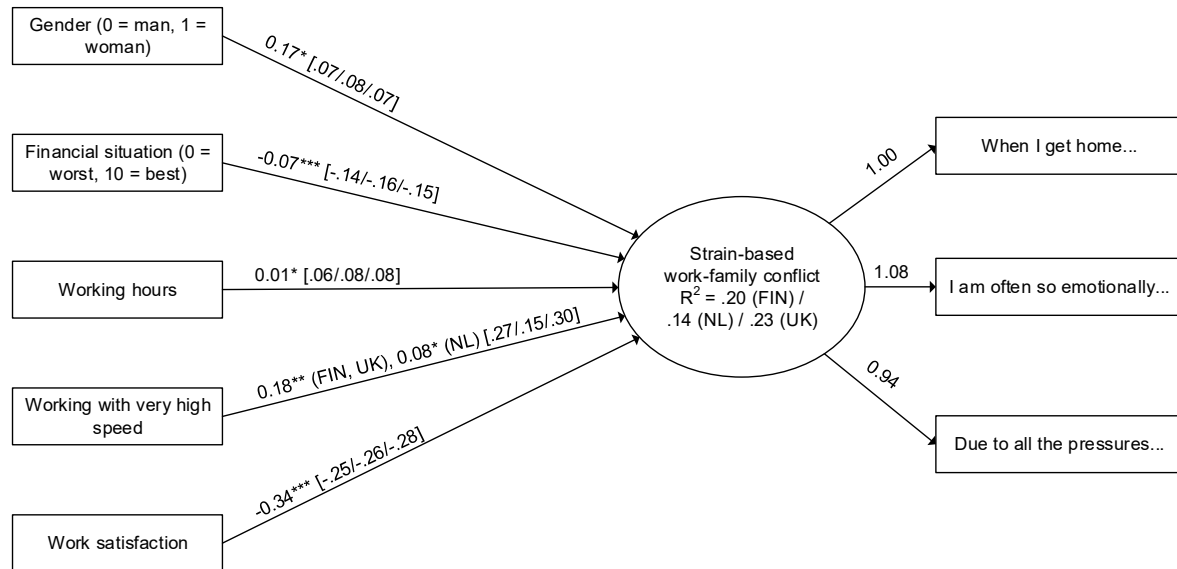 Gender (0 = man, 1 =
woman)
0.17* [.07/.08/.07]
Financial situation (0 =
worst, 10 = best)
-0.07*** [-.14/-.16/-.15]
Working hours
0.01* [.06/.08/.08]
Working with very high
speed
0.18** (FIN, UK), 0.08* (NL) [.27/.15/.30]
Work satisfaction
-0.34*** [-.25/-.26/-.28]
Strain-based
work-family conflict
R² = .20 (FIN) /
.14 (NL) / .23 (UK)
1.00
When I get home...
1.08
I am often so emotionally...
0.94
Due to all the pressures...